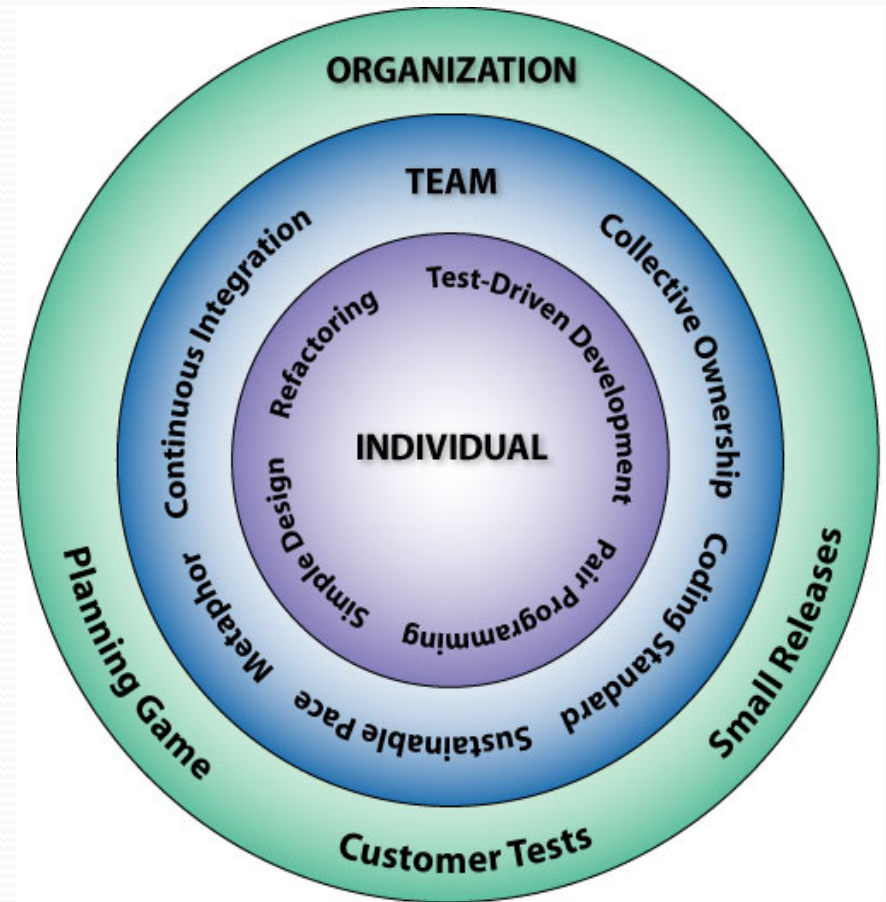 ORGANIZATION
TEAM
Continuous Integration
Collective Ownership
Refactoring
Test-Driven Development
INDIVIDUAL
Simple Design
Pair Programming
Metaphor
Coding Standard
Sustainable Pace
Planning Game
Small Releases
Customer Tests